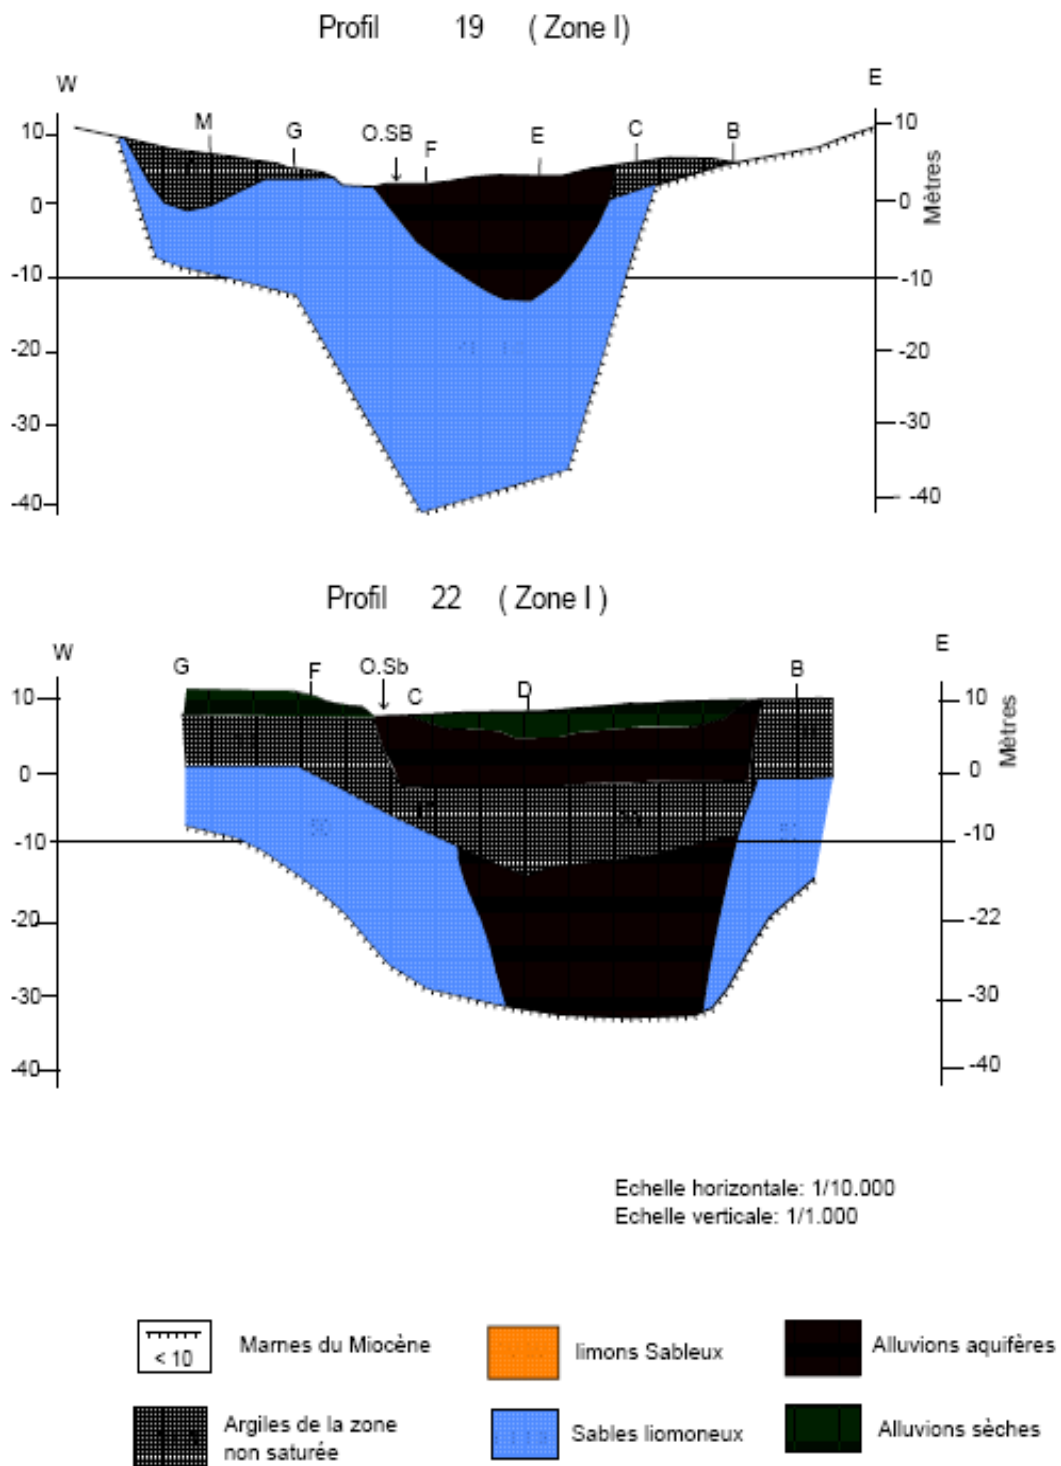 Profil 19 ( Zone I)
W
E
M
G
O.SB
F
E
C
B
10
0
-10
-20
-30
-40
10
0
-10
-20
-30
- -40
Mètres
Profil 22 ( Zone I )
W
E
G
F
O.Sb
C
D
B
10
0
-10
-20
-30
-40
10
0
-10
-22
-30
-40
Mètres
Echelle horizontale: 1/10.000
Echelle verticale: 1/1.000
< 10
Marnes du Miocène
limons Sableux
Alluvions aquifères
Argiles de la zone
non saturée
Sables liomoneux
Alluvions sèches